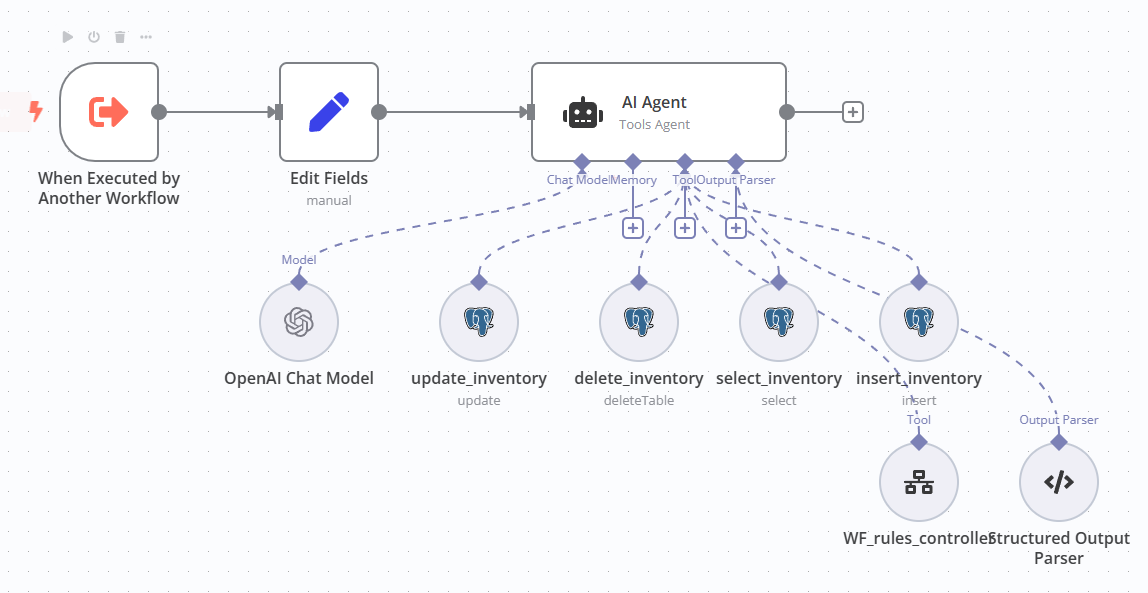 AI Agent
Tools Agent
When Executed by
Another Workflow
Edit Fields
manual
Chat Model
Memory
Tool
Output Parser
Model
OpenAI Chat Model
update_inventory
update
delete_inventory
deleteTable
select_inventory
select
insert_inventory
insert
Tool
Output Parser
WF_rules_controller
Structured Output
Parser